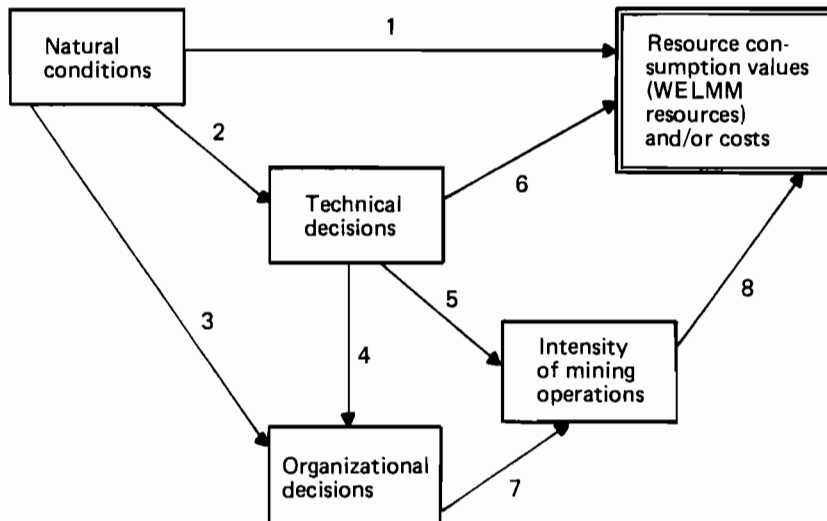 1
Natural
conditions
Resource con-
sumption values
(WELMM
resources)
and/or costs
2
6
Technical
decisions
3
5
8
4
Intensity
of mining
operations
Organizational
decisions
7